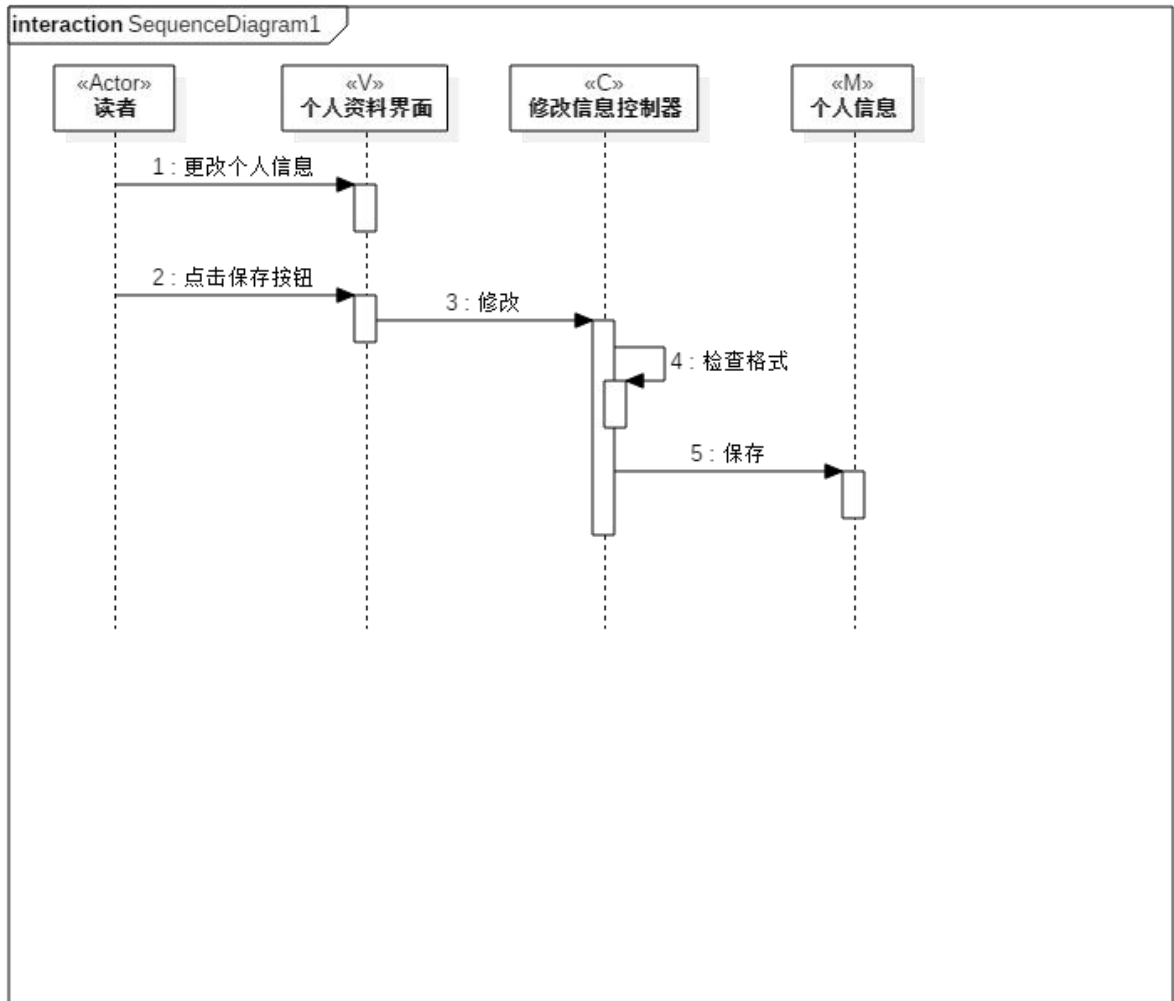 interaction SequenceDiagram1
«Actor»
读者
«V»
个人资料界面
«C»
修改信息控制器
«M»
个人信息
1 : 更改个人信息
2 : 点击保存按钮
3 : 修改
4 : 检查格式
5 : 保存